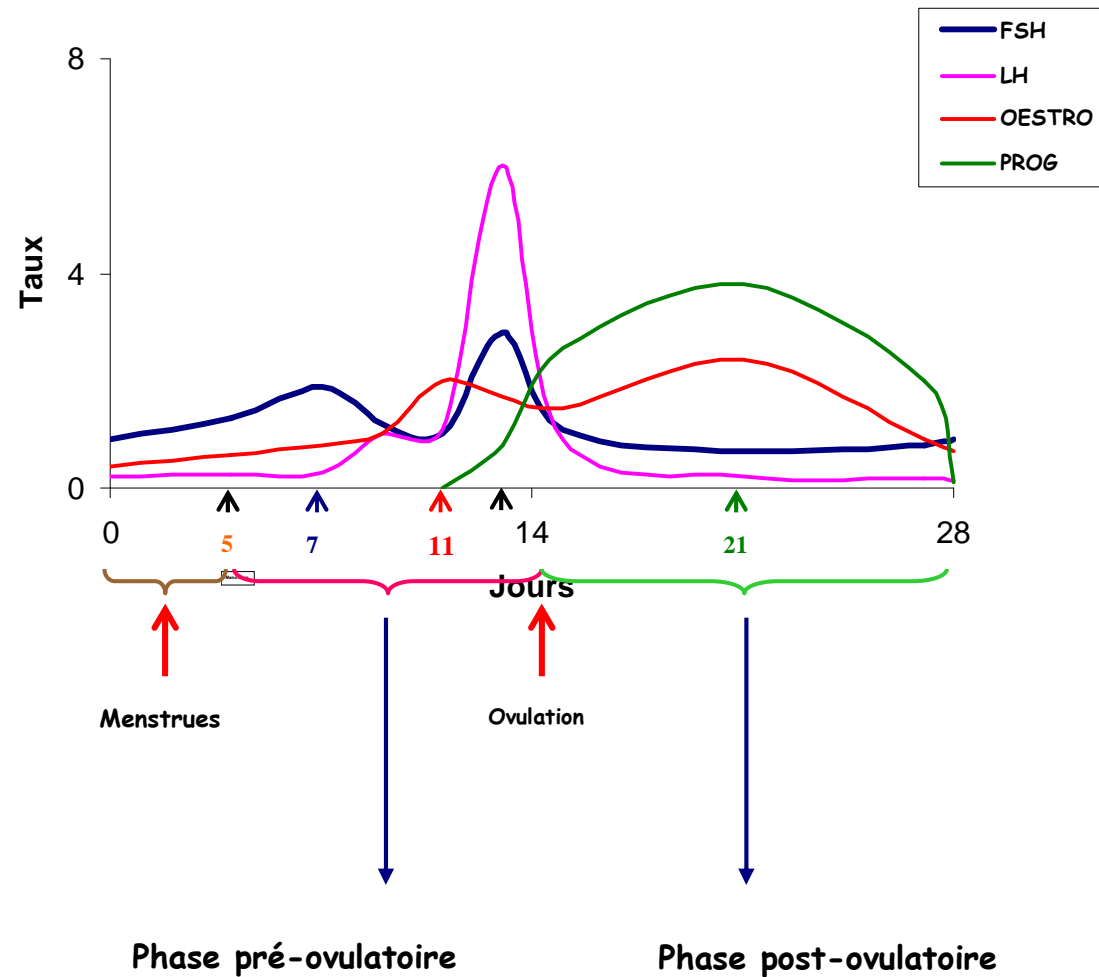 FSH
LH
OESTRO
PROG
8
4
0
Taux
0
5
7
11
14
21
28
Jours
Menstrues
Ovulation
Phase pré-ovulatoire
Phase post-ovulatoire